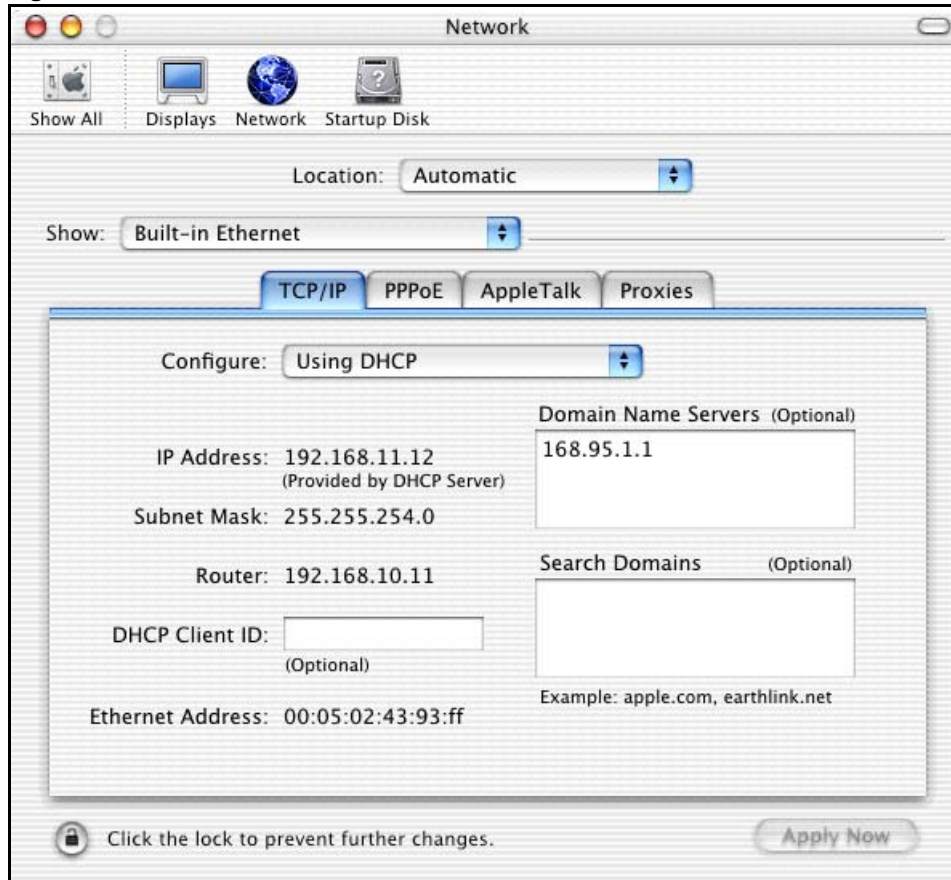 Network
Show All Displays Network Startup Disk
Location: Automatic
Show: Built-in Ethernet
TCP/IP PPPoE AppleTalk Proxies
Configure: Using DHCP
Domain Name Servers (Optional)
168.95.1.1
IP Address: 192.168.11.12
(Provided by DHCP Server)
Subnet Mask: 255.255.254.0
Search Domains (Optional)
Router: 192.168.10.11
DHCP Client ID:
(Optional)
Example: apple.com, earthlink.net
Ethernet Address: 00:05:02:43:93:ff
Click the lock to prevent further changes.
Apply Now